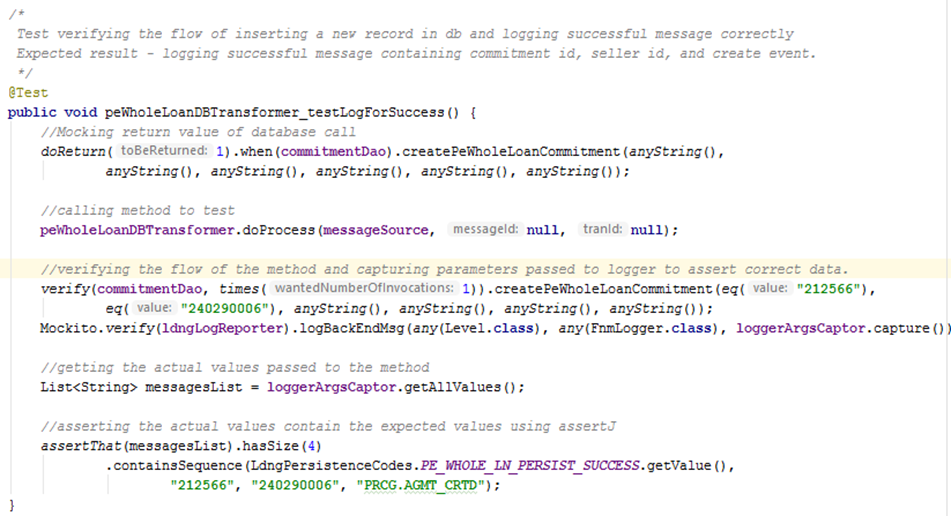 /*
Test verifying the flow of inserting a new record in db and logging successful message correctly
Expected result - logging successful message containing commitment id, seller id, and create event.
*/
@Test
public void peWholeLoanDBTransformer_testLogForSuccess() {
//Mocking return value of database call
doReturn( toBeReturned: 1).when(commitmentDao).createPeWholeLoanCommitment(anyString(),
anyString(), anyString(), anyString(), anyString(), anyString());
//calling method to test
peWholeLoanDBTransformer.doProcess(messageSource, messageId: null, tranId: null);
//verifying the flow of the method and capturing parameters passed to logger to assert correct data.
verify(commitmentDao, times( wantedNumberOfInvocations: 1)).createPeWholeLoanCommitment(eq( value: "212566"),
eq( value: "240290006"), anyString(), anyString(), anyString(), anyString());
Mockito.verify(ldngLogReporter).logBackEndMsg(any(Level.class), any(FnmLogger.class), loggerArgsCaptor.capture())
//getting the actual values passed to the method
List<String> messagesList = loggerArgsCaptor.getAllValues();
//asserting the actual values contain the expected values using assertJ
assertThat(messagesList).hasSize(4)
.containsSequence(LdngPersistenceCodes.PE_WHOLE_LN_PERSIST_SUCCESS.getValue(),
"212566", "240290006", "PRCG.AGMT_CRTD");
}